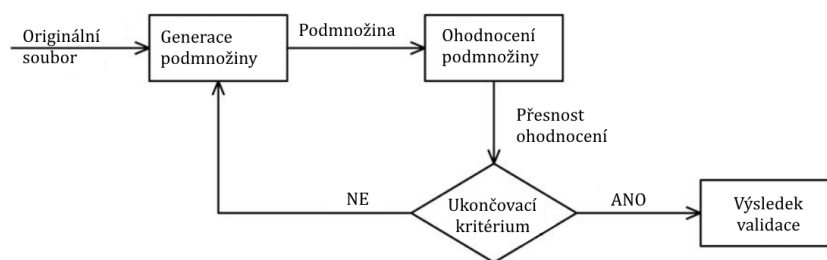 Originální
soubor
Generace
podmnožiny
Podmnožina
Ohodnocení
podmnožiny
Přesnost
ohodnocení
NE
Ukončovací
kritérium
ANO
Výsledek
validace